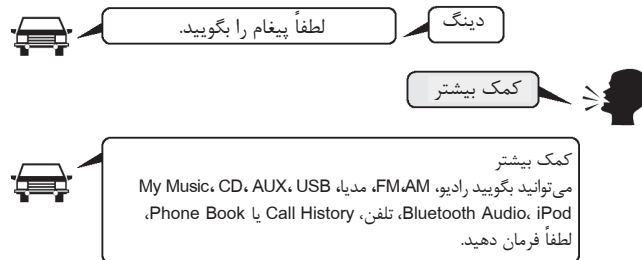 دینگ
لطفاً پیغام را بگویید.
کمک بیشتر
کمک بیشتر
می‌توانید بگویید رادیو، FM،AM، مدیا، My Music، CD، AUX، USB
Bluetooth Audio، iPod، تلفن، Call History یا Phone Book،
لطفاً فرمان دهید.